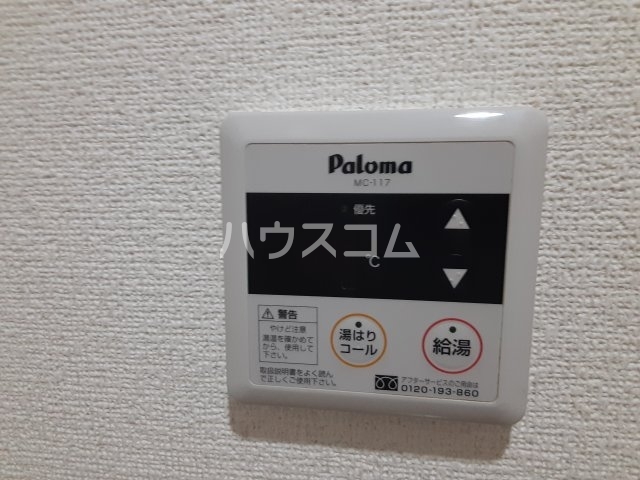 Paloma
MC-117
優先
ハウスコム
℃
警告
やけど注意
湯温を確かめて
から、使用して
下さい。
取扱説明書をよく読ん
で正しくご使用下さい。
湯はり
コール
給湯
アフターサービスのご用命は
0120-193-860